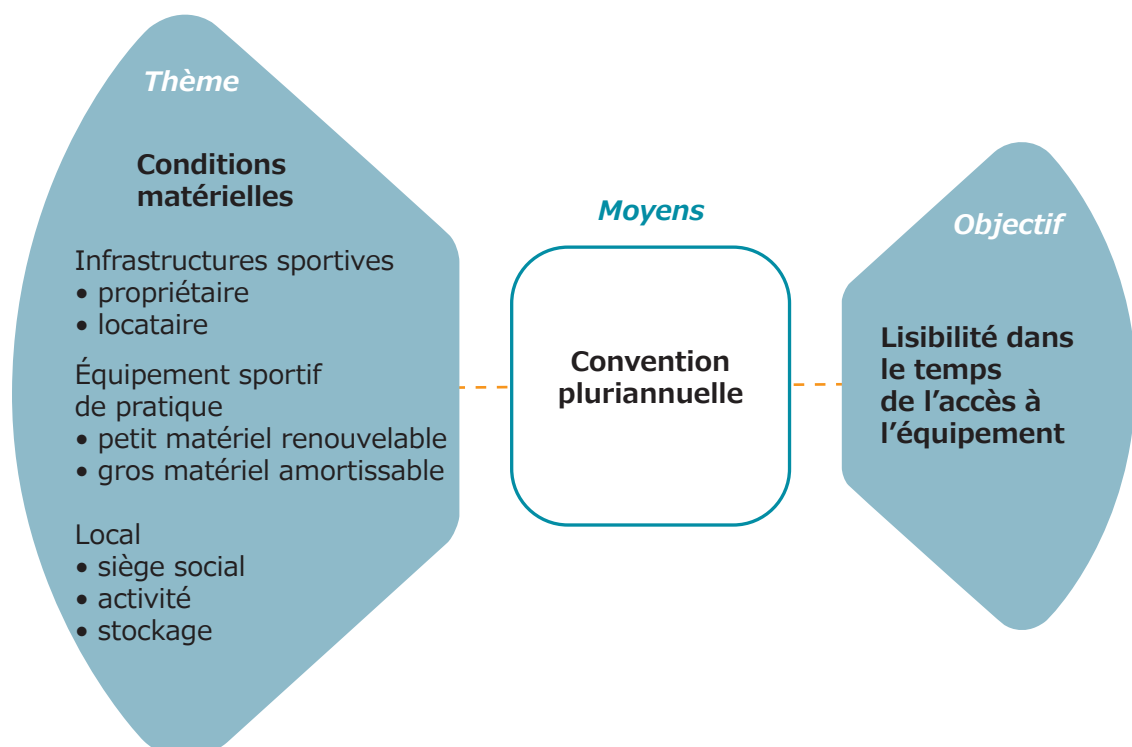 Thème
Conditions
matérielles
Infrastructures sportives
• propriétaire
• locataire
Équipement sportif
de pratique
• petit matériel renouvelable
• gros matériel amortissable
Local
• siège social
• activité
• stockage
Moyens
Convention
pluriannuelle
Objectif
Lisibilité dans
le temps
de l’accès à
l’équipement